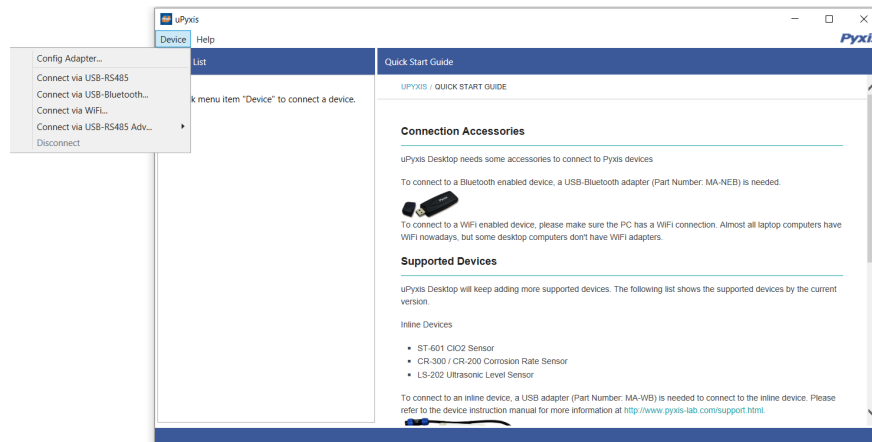 uPyxis
Device Help
Config Adapter...
Connect via USB-RS485
Connect via USB-Bluetooth...
Connect via WiFi...
Connect via USB-RS485 Adv...
Disconnect
List
menu item "Device" to connect a device.
Quick Start Guide
UPYXIS / QUICK START GUIDE
Connection Accessories
uPyxis Desktop needs some accessories to connect to Pyxis devices
To connect to a Bluetooth enabled device, a USB-Bluetooth adapter (Part Number: MA-NEB) is needed.
To connect to a WiFi enabled device, please make sure the PC has a WiFi connection. Almost all laptop computers have
WiFi nowadays, but some desktop computers don't have WiFi adapters.
Supported Devices
uPyxis Desktop will keep adding more supported devices. The following list shows the supported devices by the current
version.
Inline Devices
ST-601 ClO2 Sensor
CR-300 / CR-200 Corrosion Rate Sensor
LS-202 Ultrasonic Level Sensor
To connect to an inline device, a USB adapter (Part Number: MA-WB) is needed to connect to the inline device. Please
refer to the device instruction manual for more information at http://www.pyxis-lab.com/support.html.